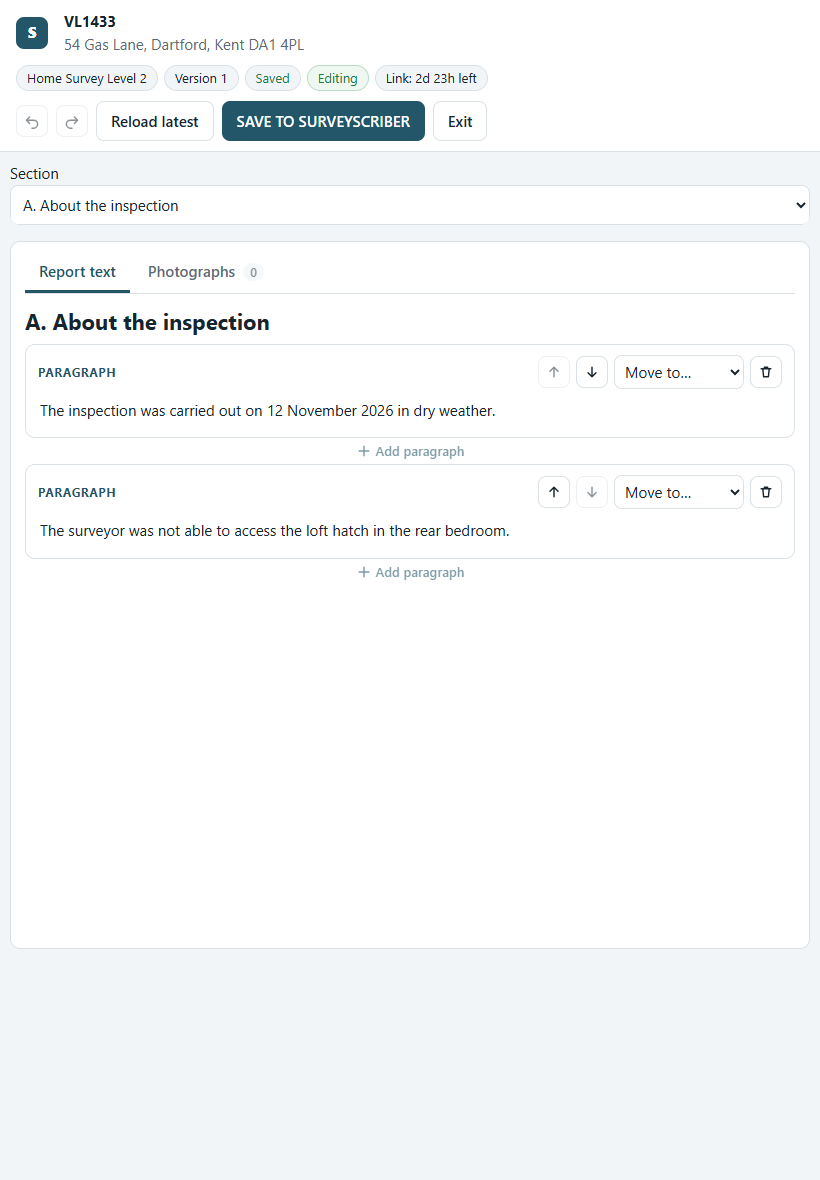 S
VL1433
54 Gas Lane, Dartford, Kent DA1 4PL
Home Survey Level 2
Version 1
Saved
Editing
Link: 2d 23h left
Reload latest
SAVE TO SURVEYSCRIBER
Exit
Section
A. About the inspection
Report text
Photographs 0
A. About the inspection
PARAGRAPH
Move to...
The inspection was carried out on 12 November 2026 in dry weather.
Add paragraph
PARAGRAPH
Move to...
The surveyor was not able to access the loft hatch in the rear bedroom.
Add paragraph